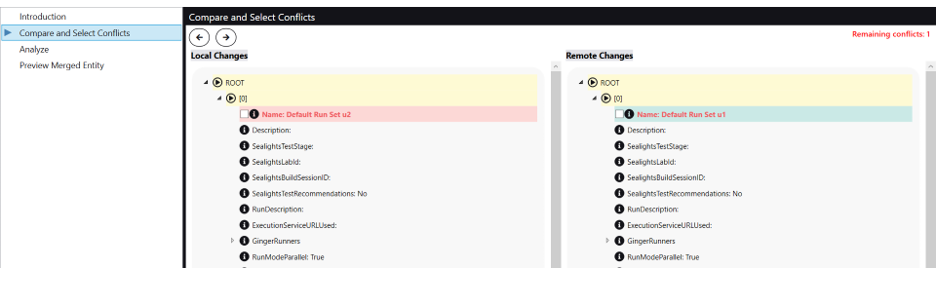 Introduction
Compare and Select Conflicts
Analyze
Preview Merged Entity
Compare and Select Conflicts
Remaining conflicts: 1
Local Changes
ROOT
[0]
Name: Default Run Set u2
Description:
SealightsTestStage:
SealightsLabId:
SealightsBuildSessionID:
SealightsTestRecommendations: No
RunDescription:
ExecutionServiceURLUsed:
GingerRunners
RunModeParallel: True
Remote Changes
ROOT
[0]
Name: Default Run Set u1
Description:
SealightsTestStage:
SealightsLabId:
SealightsBuildSessionID:
SealightsTestRecommendations: No
RunDescription:
ExecutionServiceURLUsed:
GingerRunners
RunModeParallel: True